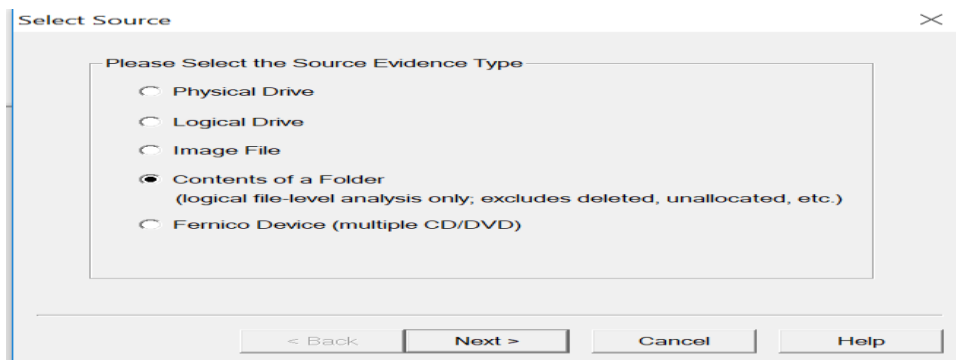 Select Source
Please Select the Source Evidence Type
Physical Drive
Logical Drive
Image File
Contents of a Folder
(logical file-level analysis only; excludes deleted, unallocated, etc.)
Fernico Device (multiple CD/DVD)
< Back Next > Cancel Help